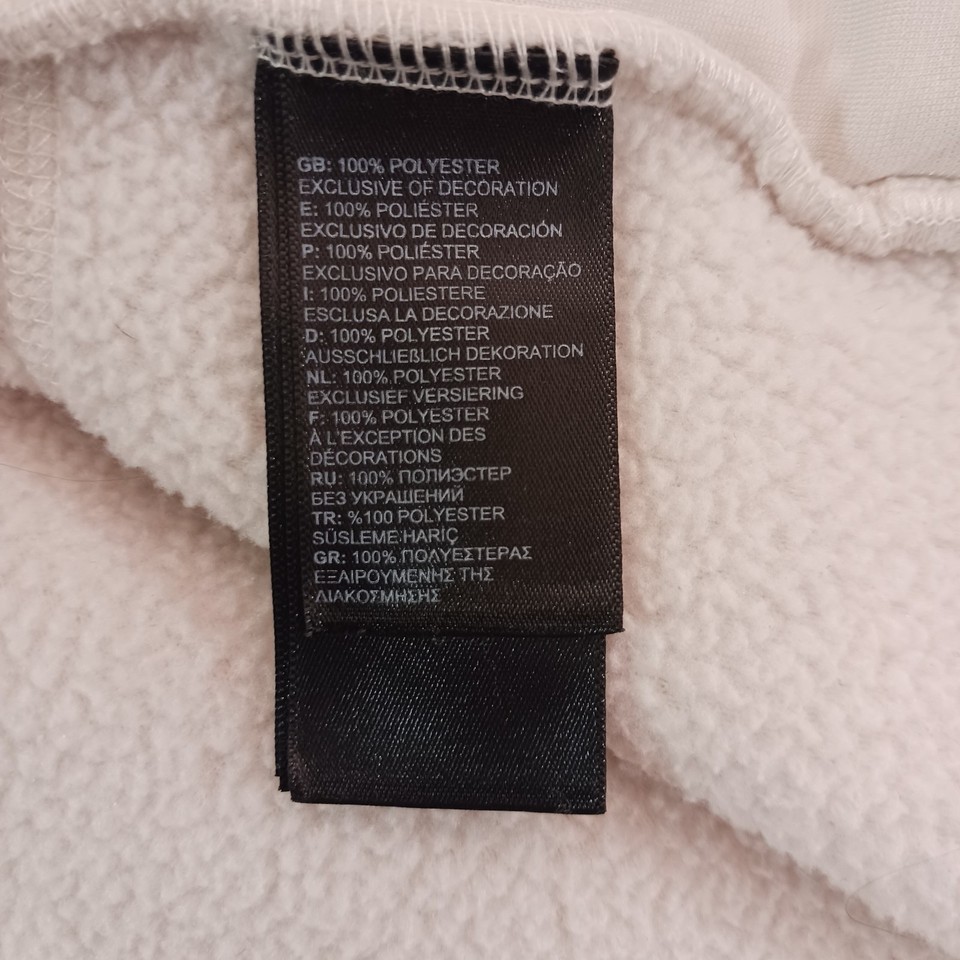 GB: 100% POLYESTER
EXCLUSIVE OF DECORATION
E: 100% POLIÉSTER
EXCLUSIVO DE DECORACIÓN
P: 100% POLIÉSTER
EXCLUSIVO PARA DECORAÇÃO
I: 100% POLIESTERE
ESCLUSA LA DECORAZIONE
D: 100% POLYESTER
AUSSCHLIEßLICH DEKORATION
NL: 100% POLYESTER
EXCLUSIEF VERSIERING
F: 100% POLYESTER
À L'EXCEPTION DES
DÉCORATIONS
RU: 100% ПОЛИЭСТЕР
БЕЗ УКРАШЕНИЙ
TR: %100 POLYESTER
SÜSLEME HARİÇ
GR: 100% ΠΟΛΥΕΣΤΕΡΑΣ
ΕΞΑΙΡΟΥΜΕΝΗΣ ΤΗΣ
ΔΙΑΚΟΣΜΗΣΗΣ